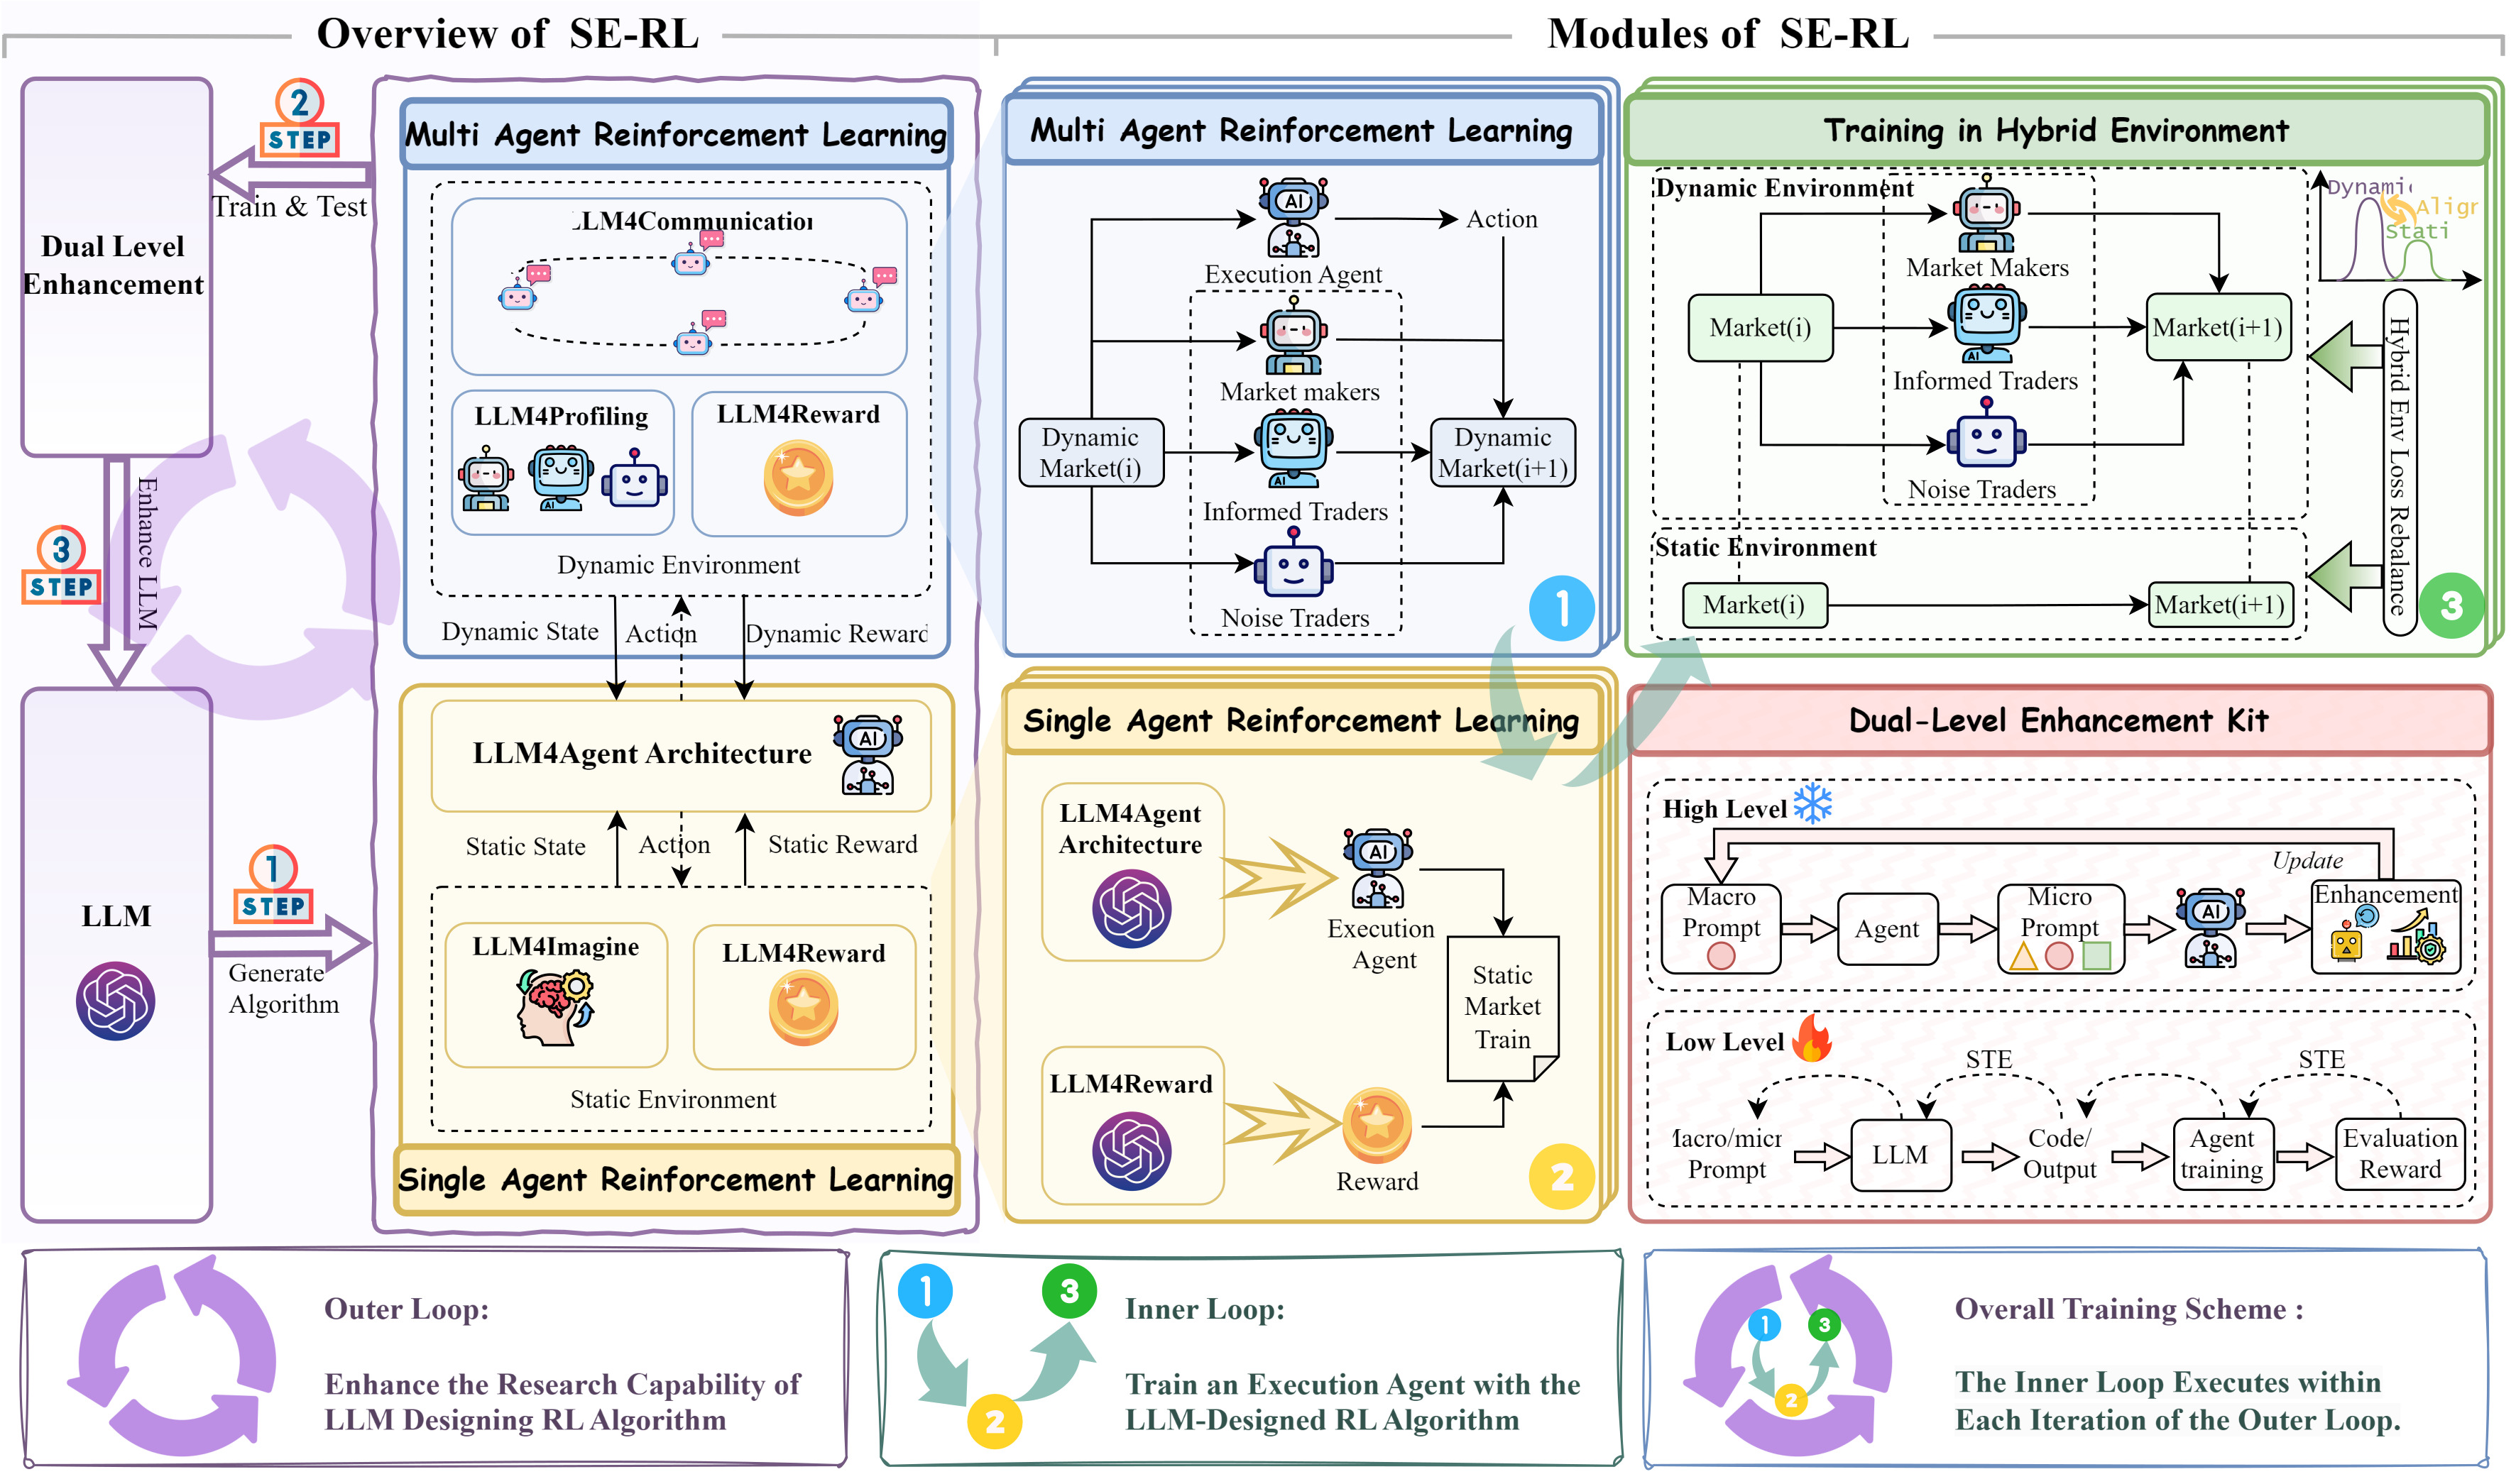 Overview of SE-RL
Modules of SE-RL
2
STEP
Train & Test
Dual Level
Enhancement
3
STEP
Enhance LLM
LLM
1
STEP
Generate
Algorithm
Multi Agent Reinforcement Learning
LLM4Communication
LLM4Profiling
LLM4Reward
Dynamic Environment
Dynamic State
Action
Dynamic Reward
LLM4Agent Architecture
AI
Static State
Action
Static Reward
LLM4Imagine
LLM4Reward
Static Environment
Single Agent Reinforcement Learning
Multi Agent Reinforcement Learning
AI
Action
Execution Agent
Market makers
Dynamic
Market(i)
AI
Dynamic
Market(i+1)
Informed Traders
Noise Traders
1
Training in Hybrid Environment
Dynamic Environment
Market Makers
Market(i)
AI
Market(i+1)
Informed Traders
Noise Traders
Static Environment
Market(i)
Market(i+1)
Dynamic
Align
Stati
Hybrid Env Loss Rebalance
3
Single Agent Reinforcement Learning
LLM4Agent
Architecture
AI
Execution
Agent
Static
Market
Train
LLM4Reward
Reward
2
Dual-Level Enhancement Kit
High Level
Update
Macro
Prompt
Agent
Micro
Prompt
AI
Enhancement
Low Level
STE
STE
Macro/micr
Prompt
LLM
Code/
Output
Agent
training
Evaluation
Reward
Outer Loop:
Enhance the Research Capability of
LLM Designing RL Algorithm
1
3
2
Inner Loop:
Train an Execution Agent with the
LLM-Designed RL Algorithm
1
3
2
Overall Training Scheme :
The Inner Loop Executes within
Each Iteration of the Outer Loop.